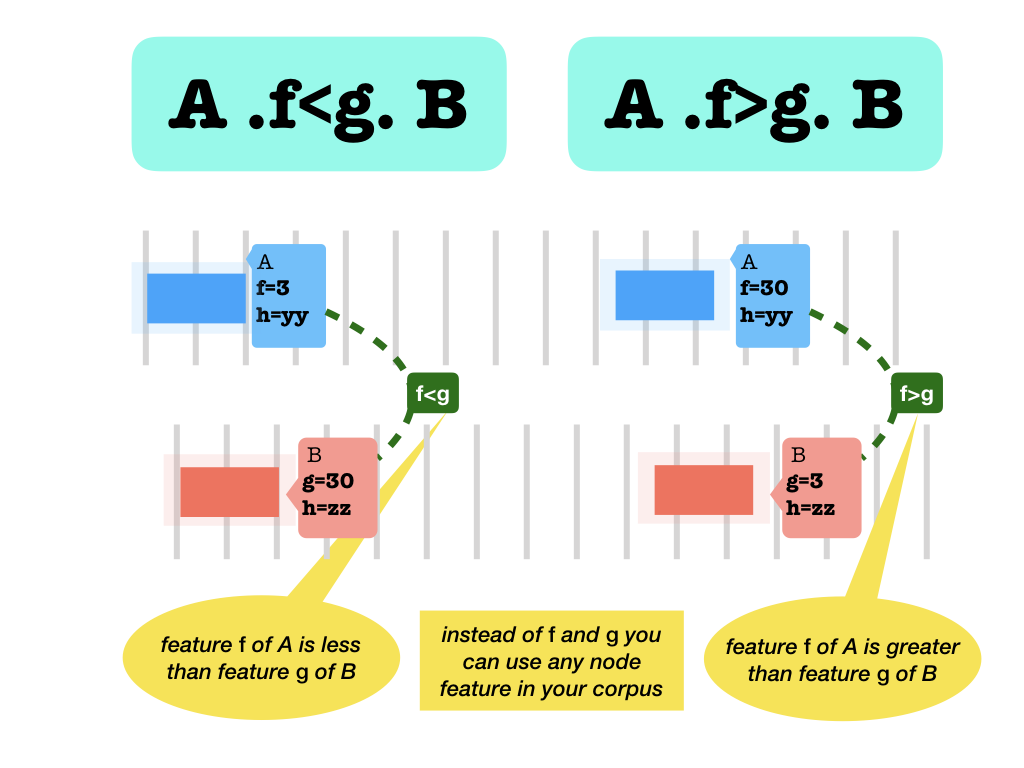 A .f<g. B
A .f>g. B
A
f=3
h=yy
A
f=30
h=yy
f<g
f>g
B
g=30
h=zz
B
g=3
h=zz
feature f of A is less
than feature g of B
instead of f and g you
can use any node
feature in your corpus
feature f of A is greater
than feature g of B